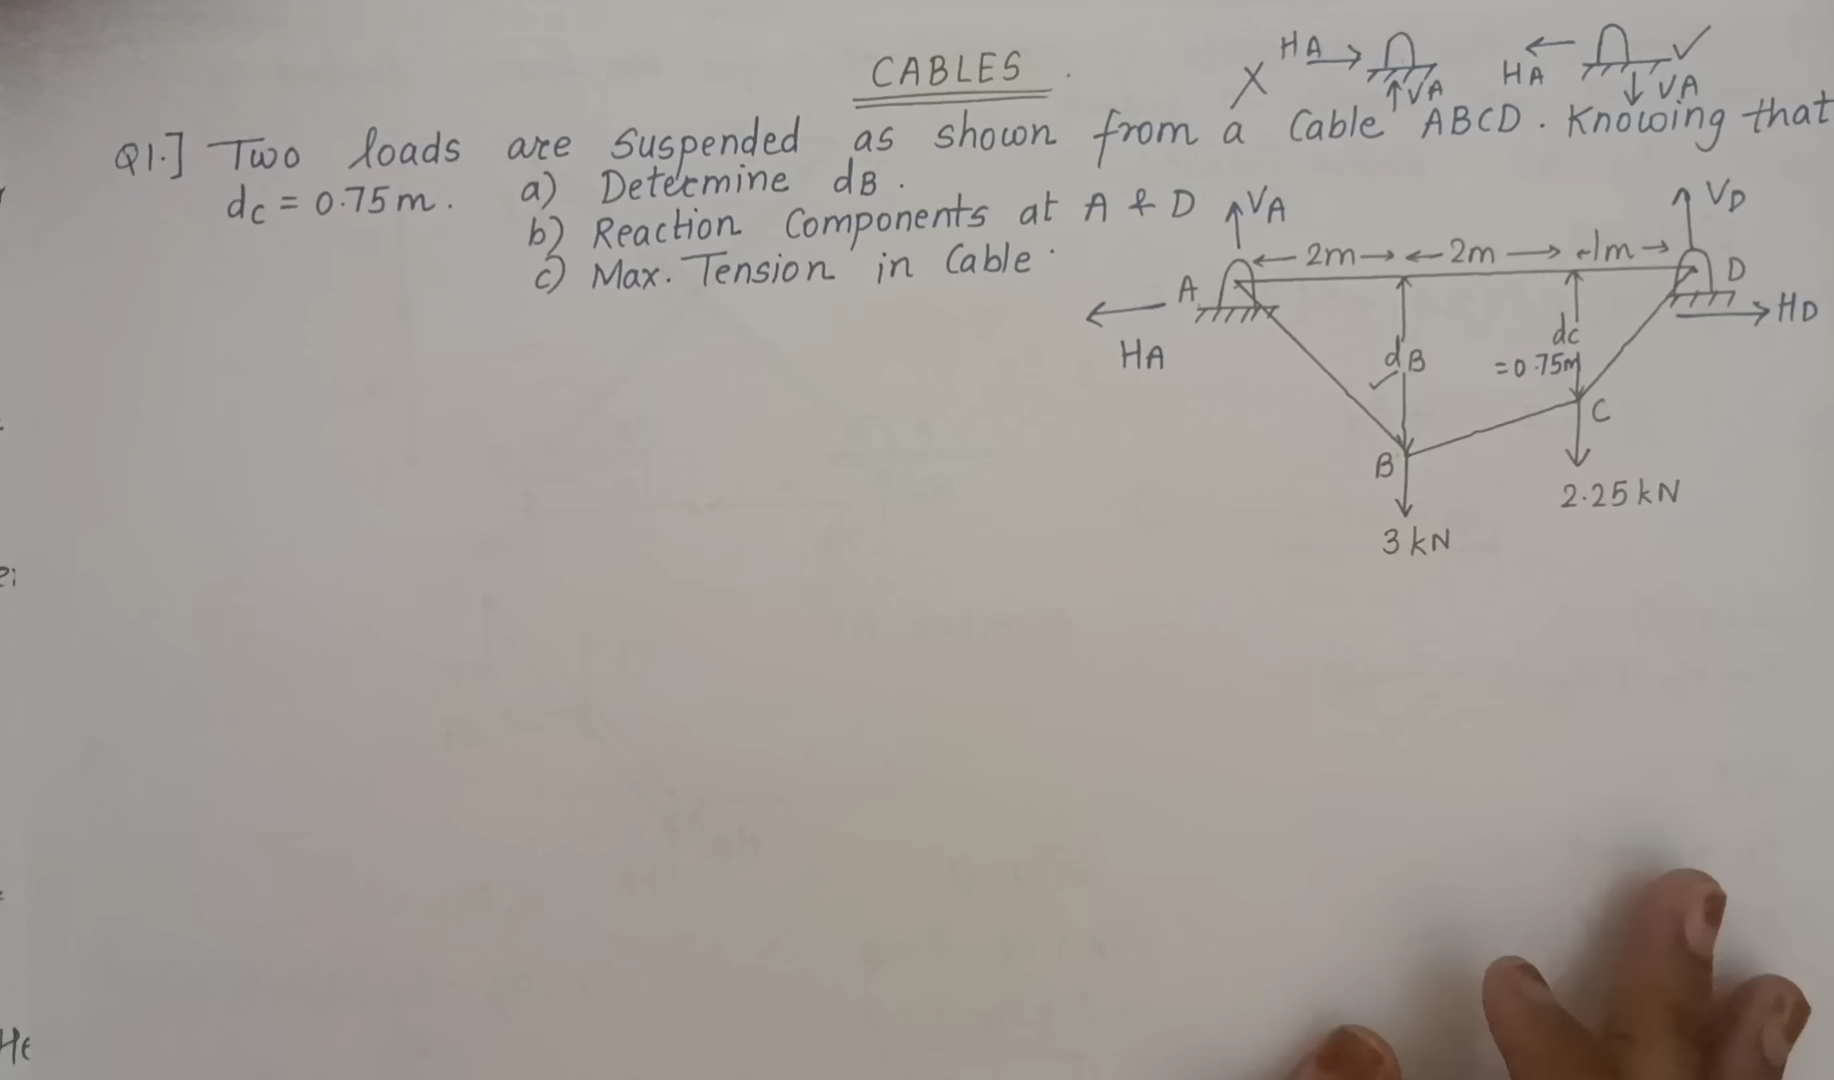 CABLES.
X HA VA HA VA ✓
Q1.] Two loads are suspended as shown from a Cable ABCD. Knowing that
dc = 0.75m. a) Determine dB.
b) Reaction Components at A & D
c) Max. Tension in Cable.
VA VD
2m 2m 1m
A D
HA HD
dB dc
= 0.75m
B C
3 kN 2.25 kN